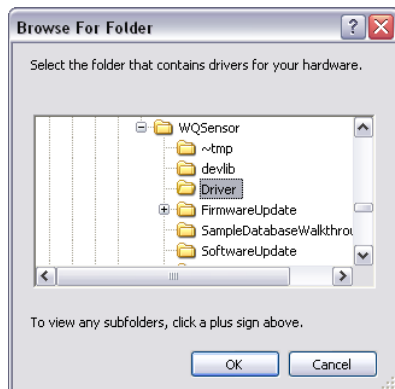 Browse For Folder
Select the folder that contains drivers for your hardware.
WQSensor
~tmp
devlib
Driver
FirmwareUpdate
SampleDatabaseWalkthrou
SoftwareUpdate
To view any subfolders, click a plus sign above.
OK Cancel